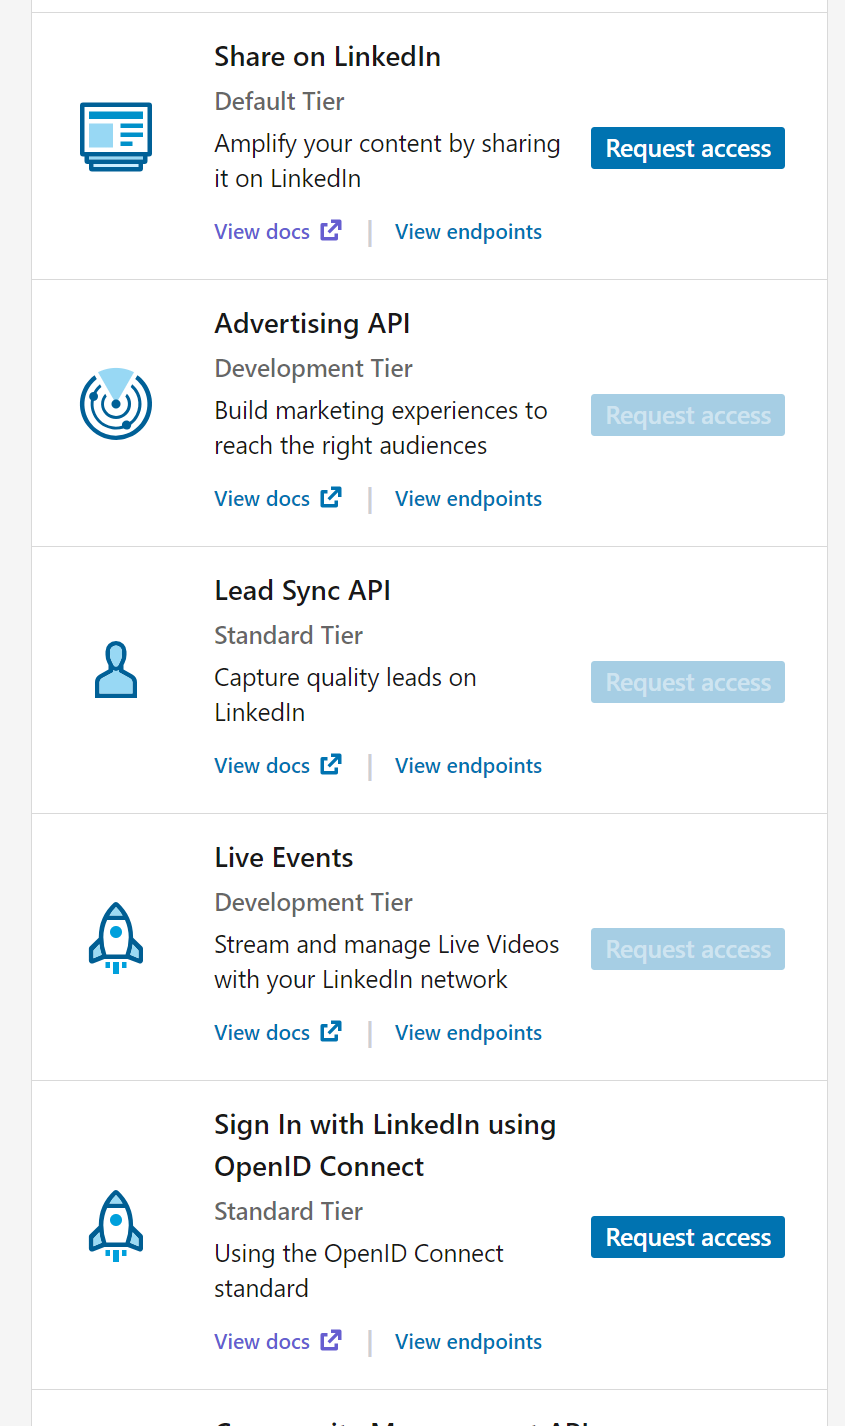 Share on LinkedIn
Default Tier
Amplify your content by sharing
it on LinkedIn
Request access
View docs | View endpoints
Advertising API
Development Tier
Build marketing experiences to
reach the right audiences
Request access
View docs | View endpoints
Lead Sync API
Standard Tier
Capture quality leads on
LinkedIn
Request access
View docs | View endpoints
Live Events
Development Tier
Stream and manage Live Videos
with your LinkedIn network
Request access
View docs | View endpoints
Sign In with LinkedIn using
OpenID Connect
Standard Tier
Using the OpenID Connect
standard
Request access
View docs | View endpoints
Community Management API